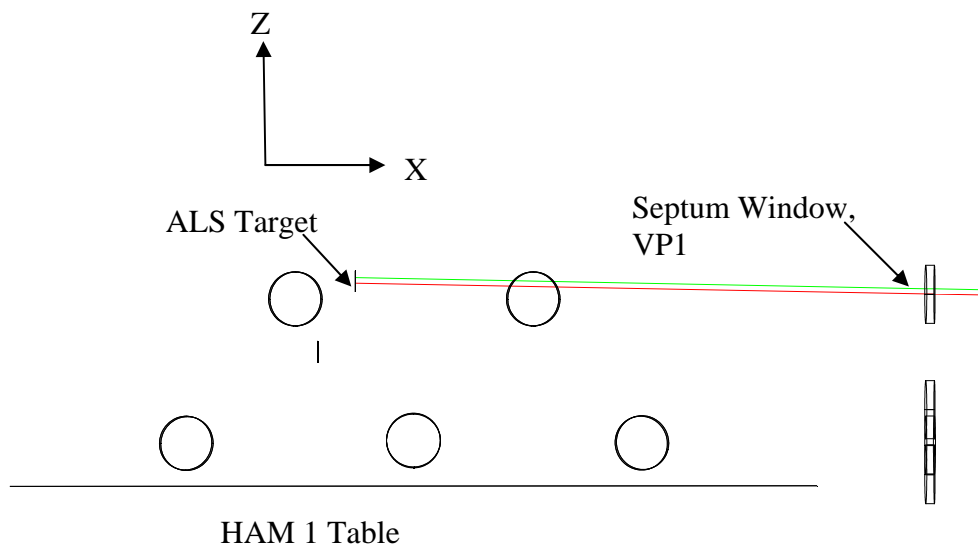 Z
X
ALS Target
Septum Window,
VP1
HAM 1 Table